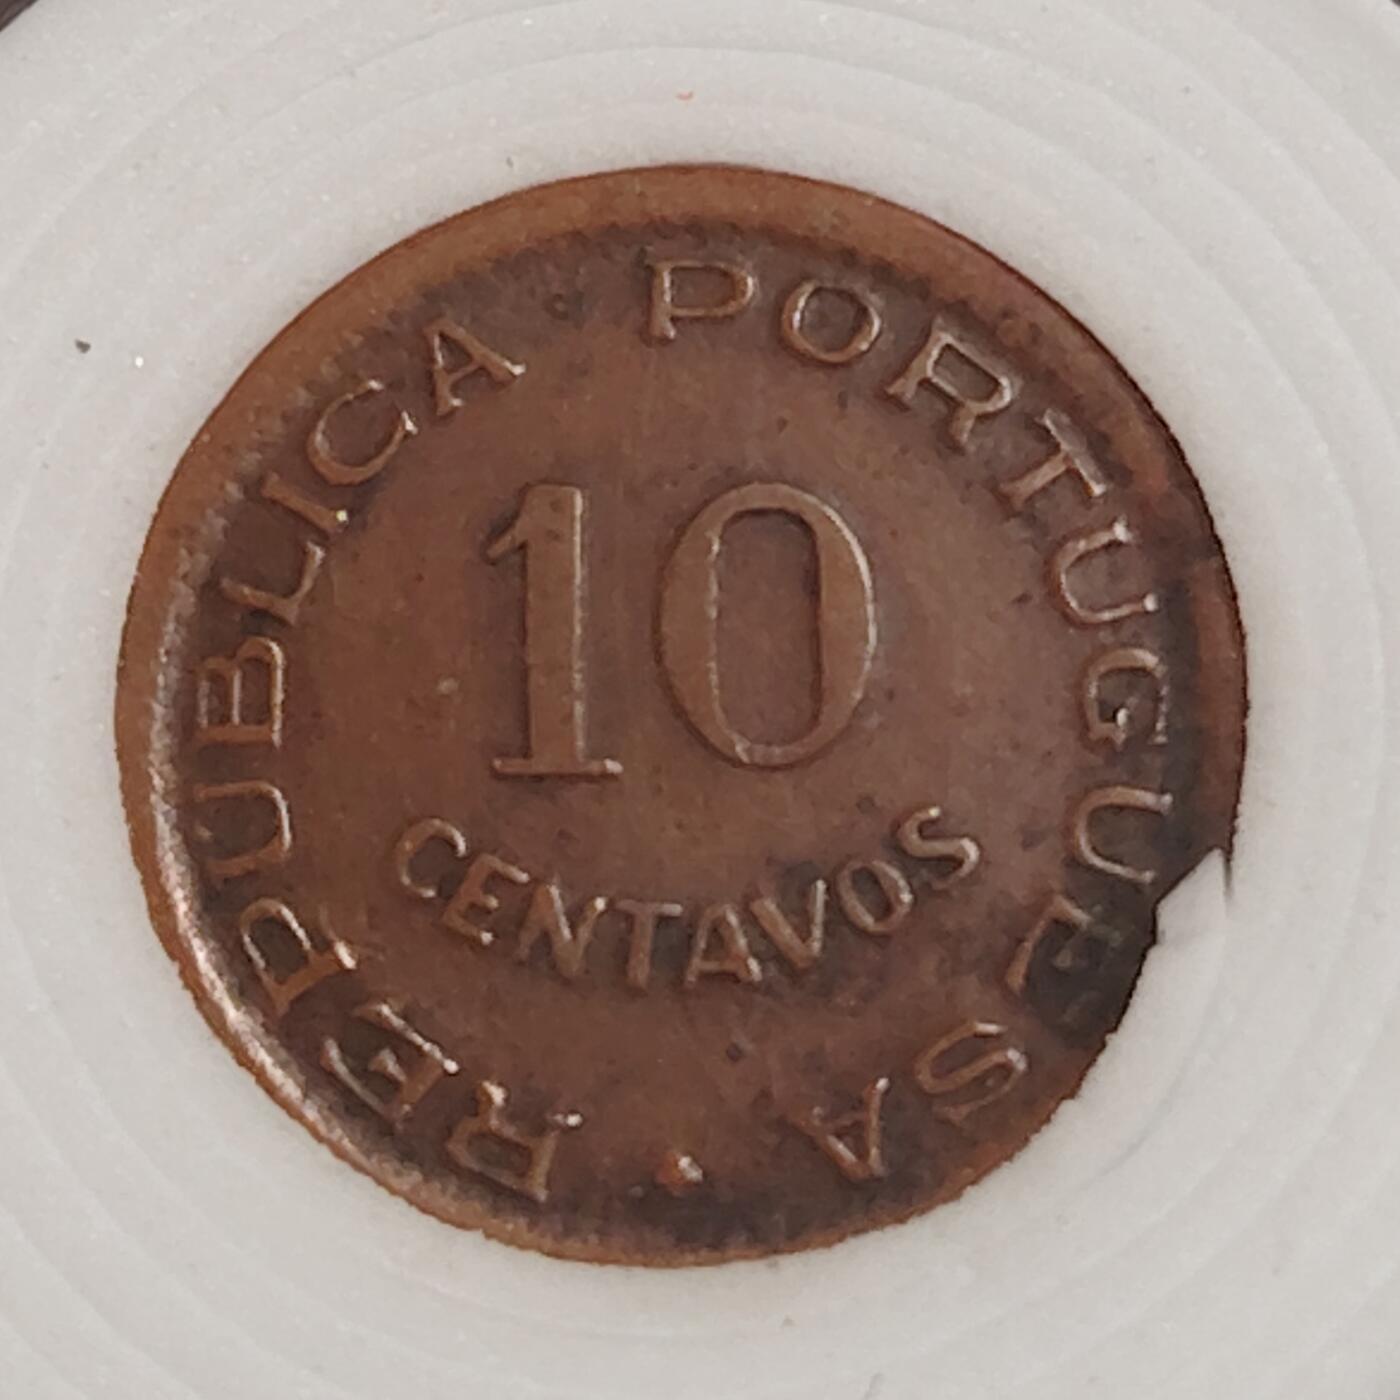 REPUBLICA · PORTUGUESA ·
10
CENTAVOS